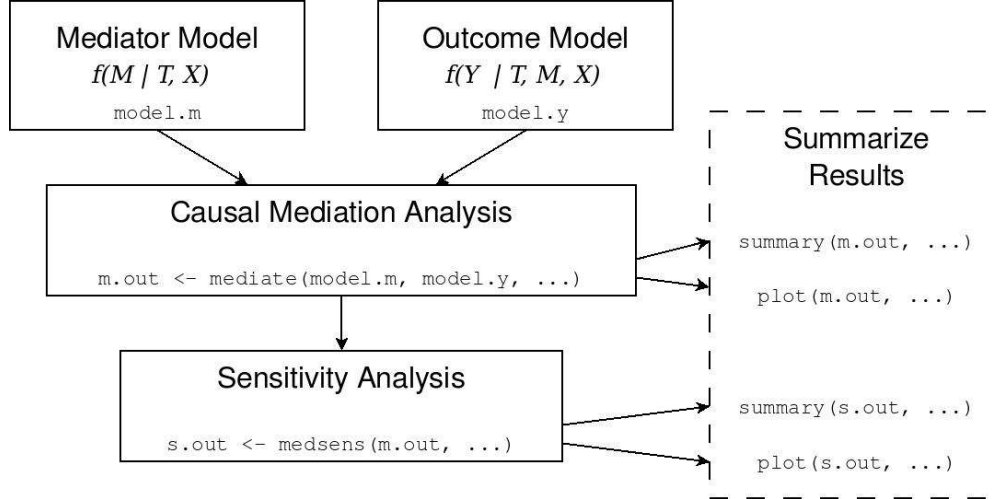 Mediator Model
f(M | T, X)
model.m
Outcome Model
f(Y | T, M, X)
model.y
Causal Mediation Analysis
m.out <- mediate(model.m, model.y, ...)
Sensitivity Analysis
s.out <- medsens(m.out, ...)
Summarize
Results
summary(m.out, ...)
plot(m.out, ...)
summary(s.out, ...)
plot(s.out, ...)